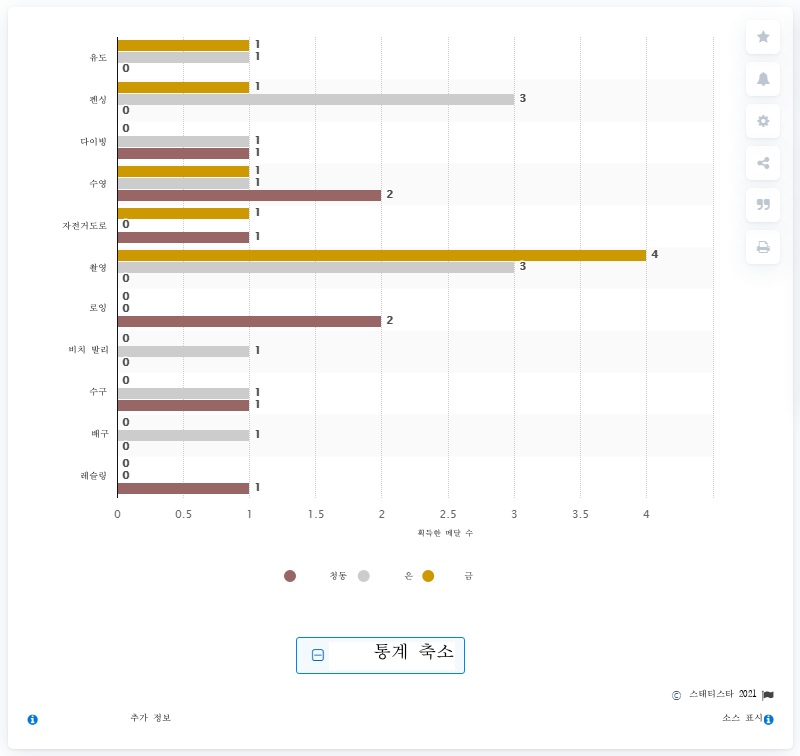 유도 1 1 0
펜싱 1 3 0
다이빙 0 1 1
수영 1 1 2
자전거도로 1 0 1
촬영 4 3 0
로잉 0 0 2
비치 발리 0 1 0
수구 0 1 1
배구 0 1 0
레슬링 0 0 1
0 0.5 1 1.5 2 2.5 3 3.5 4
획득한 메달 수
청동 은 금
통계 축소
© 스태티스타 2021
추가 정보 소스 표시